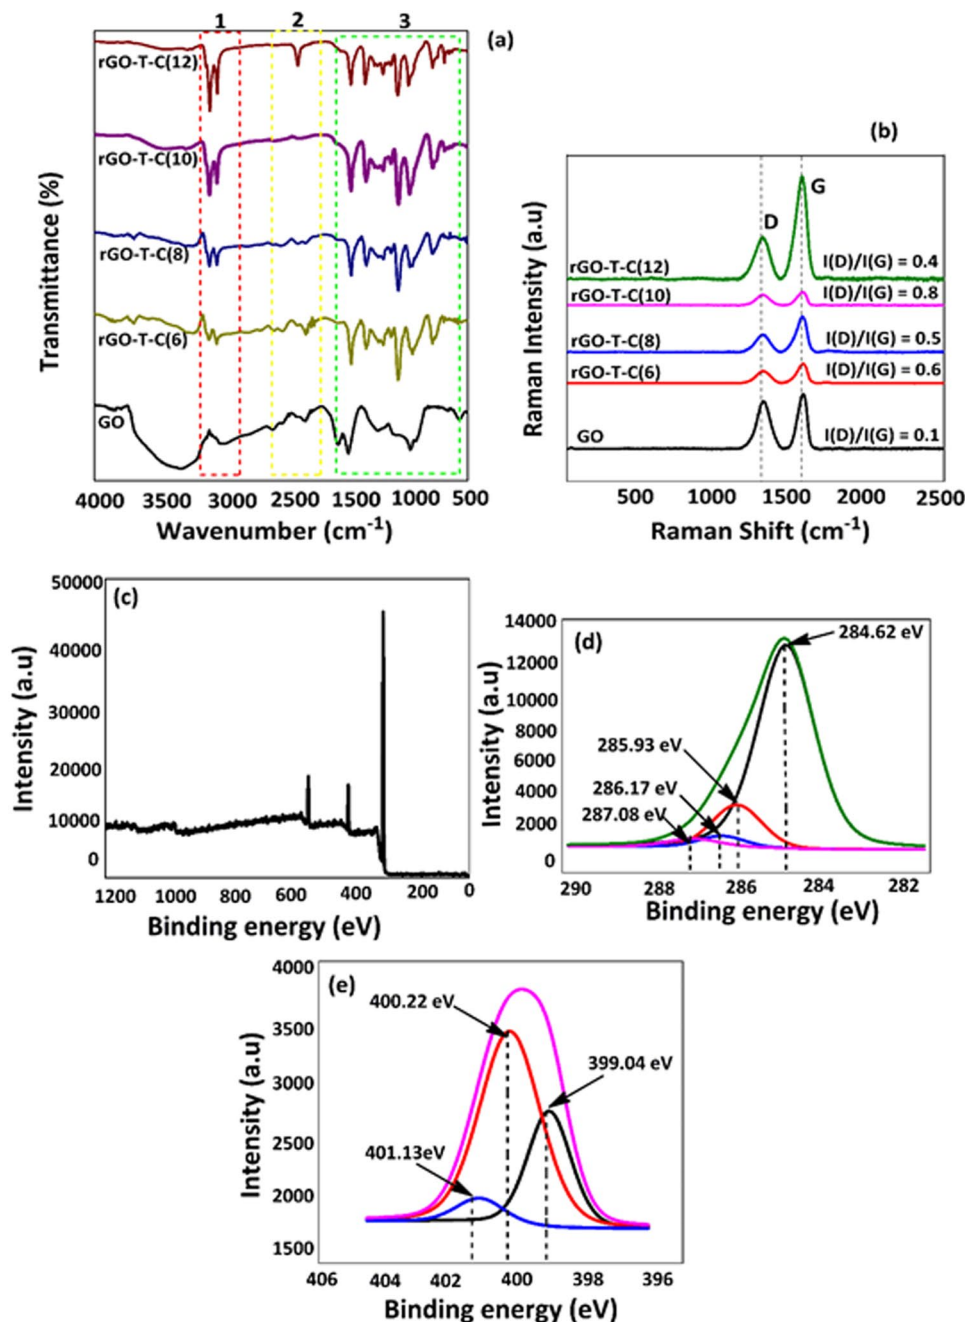 1 2 3
(a)
rGO-T-C(12)
rGO-T-C(10)
rGO-T-C(8)
rGO-T-C(6)
GO
Transmittance (%)
4000 3500 3000 2500 2000 1500 1000 500
Wavenumber (cm-1)
(b)
G
D
rGO-T-C(12) I(D)/I(G) = 0.4
rGO-T-C(10) I(D)/I(G) = 0.8
rGO-T-C(8) I(D)/I(G) = 0.5
rGO-T-C(6) I(D)/I(G) = 0.6
GO I(D)/I(G) = 0.1
Raman Intensity (a.u)
500 1000 1500 2000 2500
Raman Shift (cm-1)
(c)
50000
40000
30000
20000
10000
0
Intensity (a.u)
1200 1000 800 600 400 200 0
Binding energy (eV)
(d)
14000
12000
10000
8000
6000
4000
2000
0
Intensity (a.u)
284.62 eV
285.93 eV
286.17 eV
287.08 eV
290 288 286 284 282
Binding energy (eV)
(e)
4000
3500
3000
2500
2000
1500
Intensity (a.u)
400.22 eV
399.04 eV
401.13eV
406 404 402 400 398 396
Binding energy (eV)